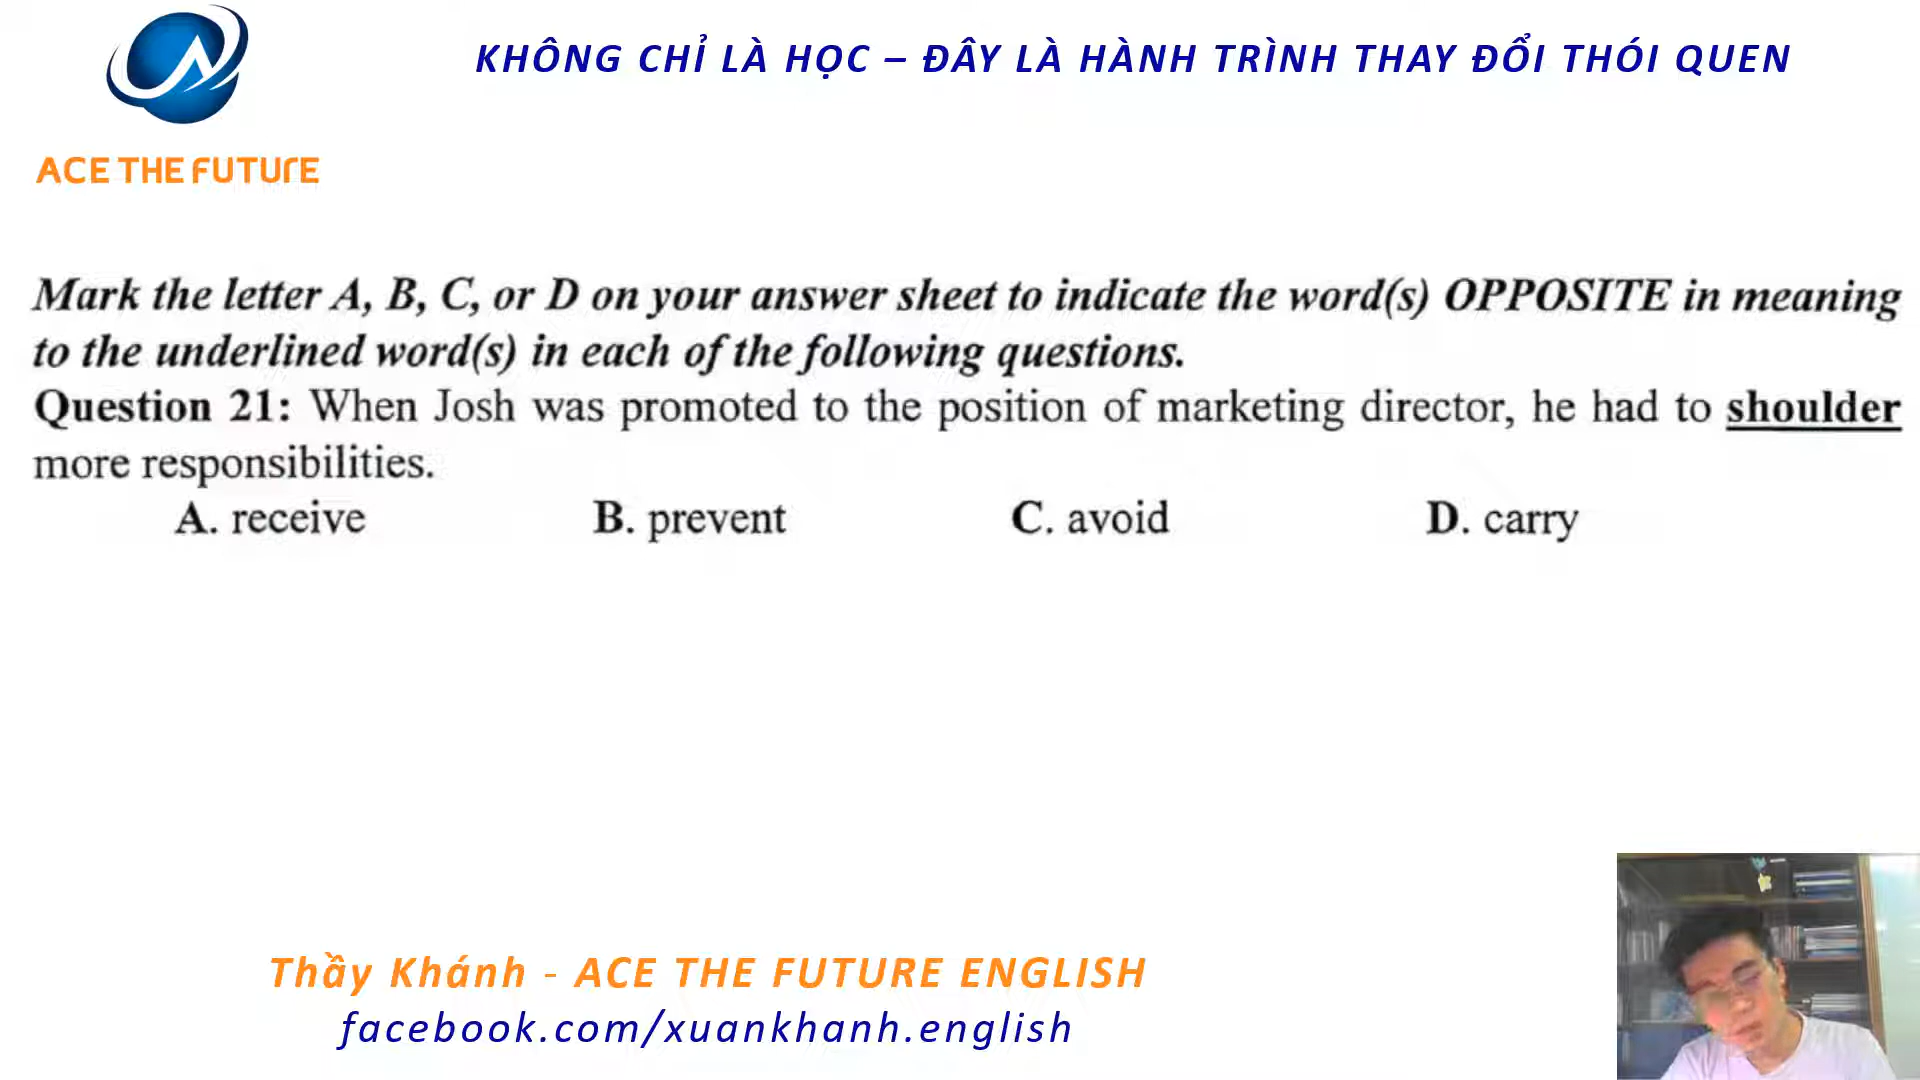 KHÔNG CHỈ LÀ HỌC – ĐÂY LÀ HÀNH TRÌNH THAY ĐỔI THÓI QUEN
ACE THE FUTURE
Mark the letter A, B, C, or D on your answer sheet to indicate the word(s) OPPOSITE in meaning
to the underlined word(s) in each of the following questions.
Question 21: When Josh was promoted to the position of marketing director, he had to shoulder
more responsibilities.
A. receive B. prevent C. avoid D. carry
Thầy Khánh - ACE THE FUTURE ENGLISH
facebook.com/xuankhanh.english